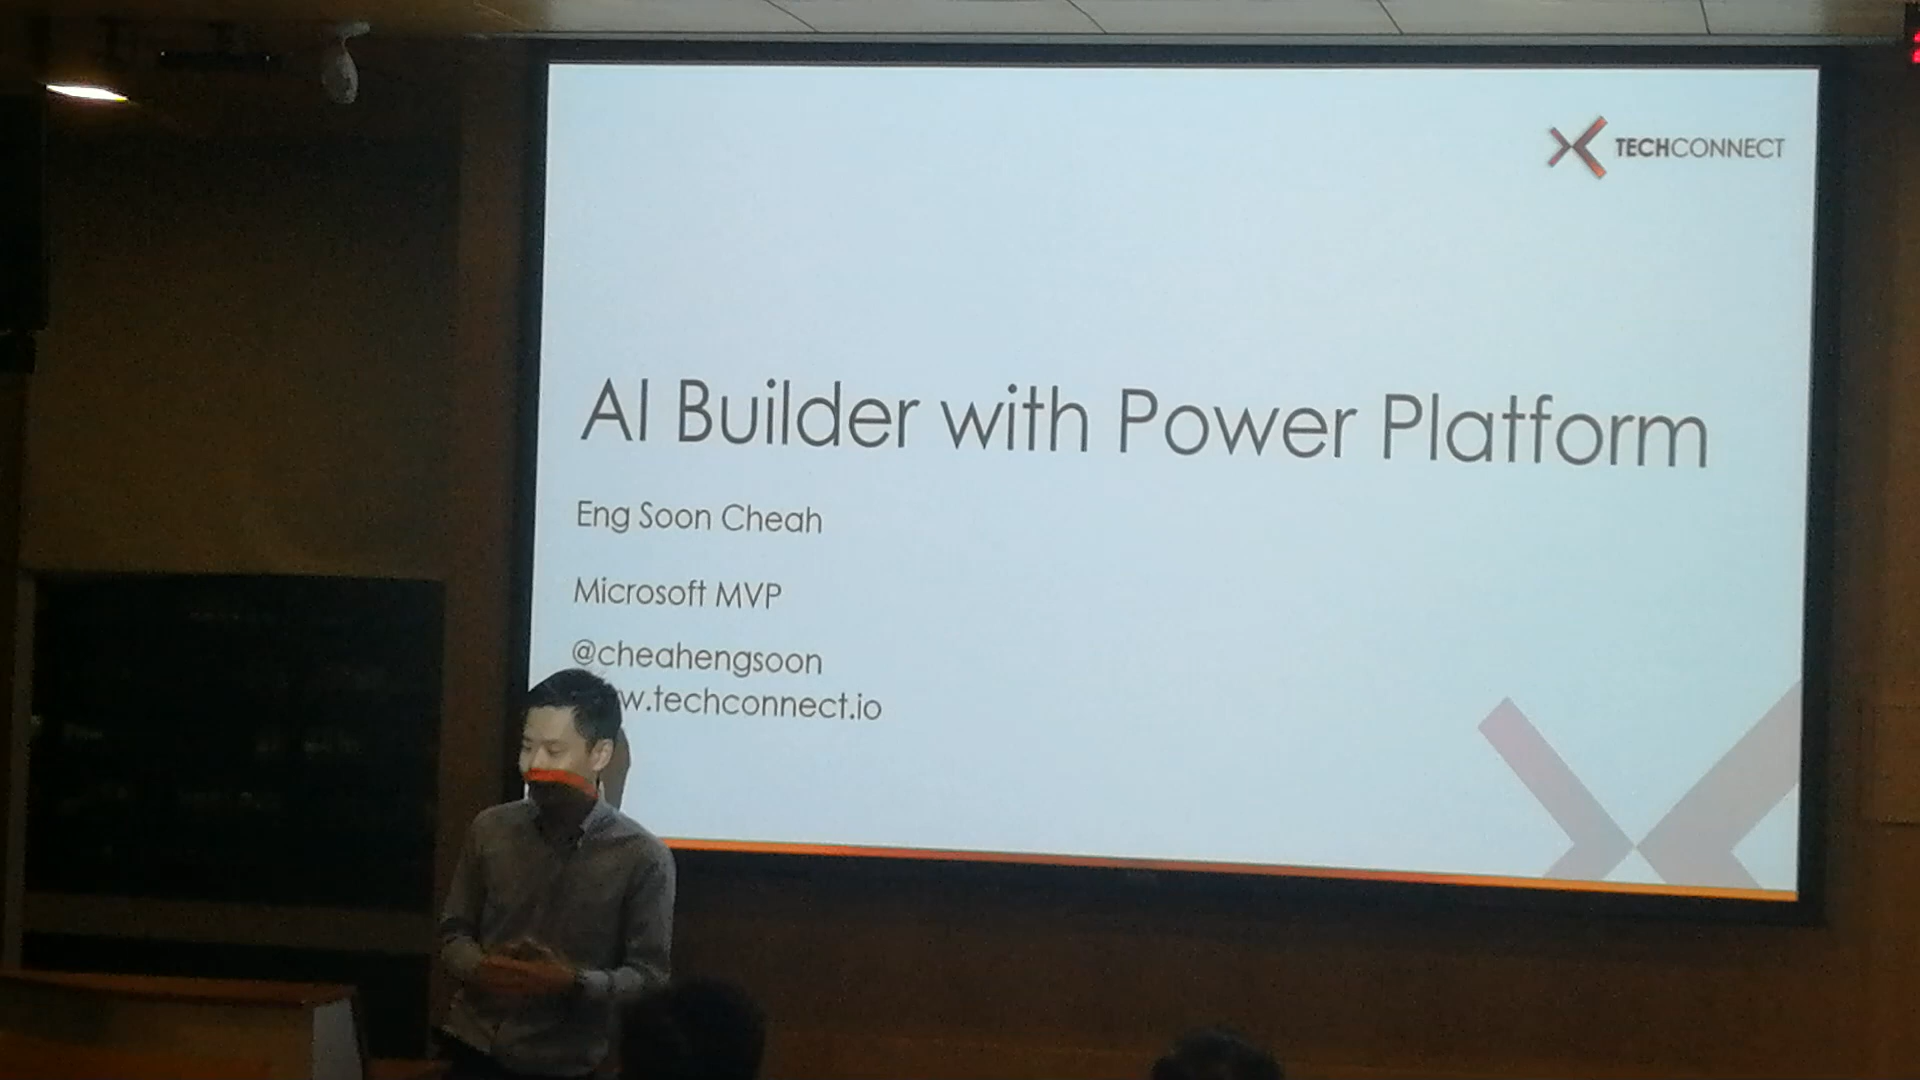 TECHCONNECT
AI Builder with Power Platform
Eng Soon Cheah
Microsoft MVP
@cheahengsoon
w.techconnect.io